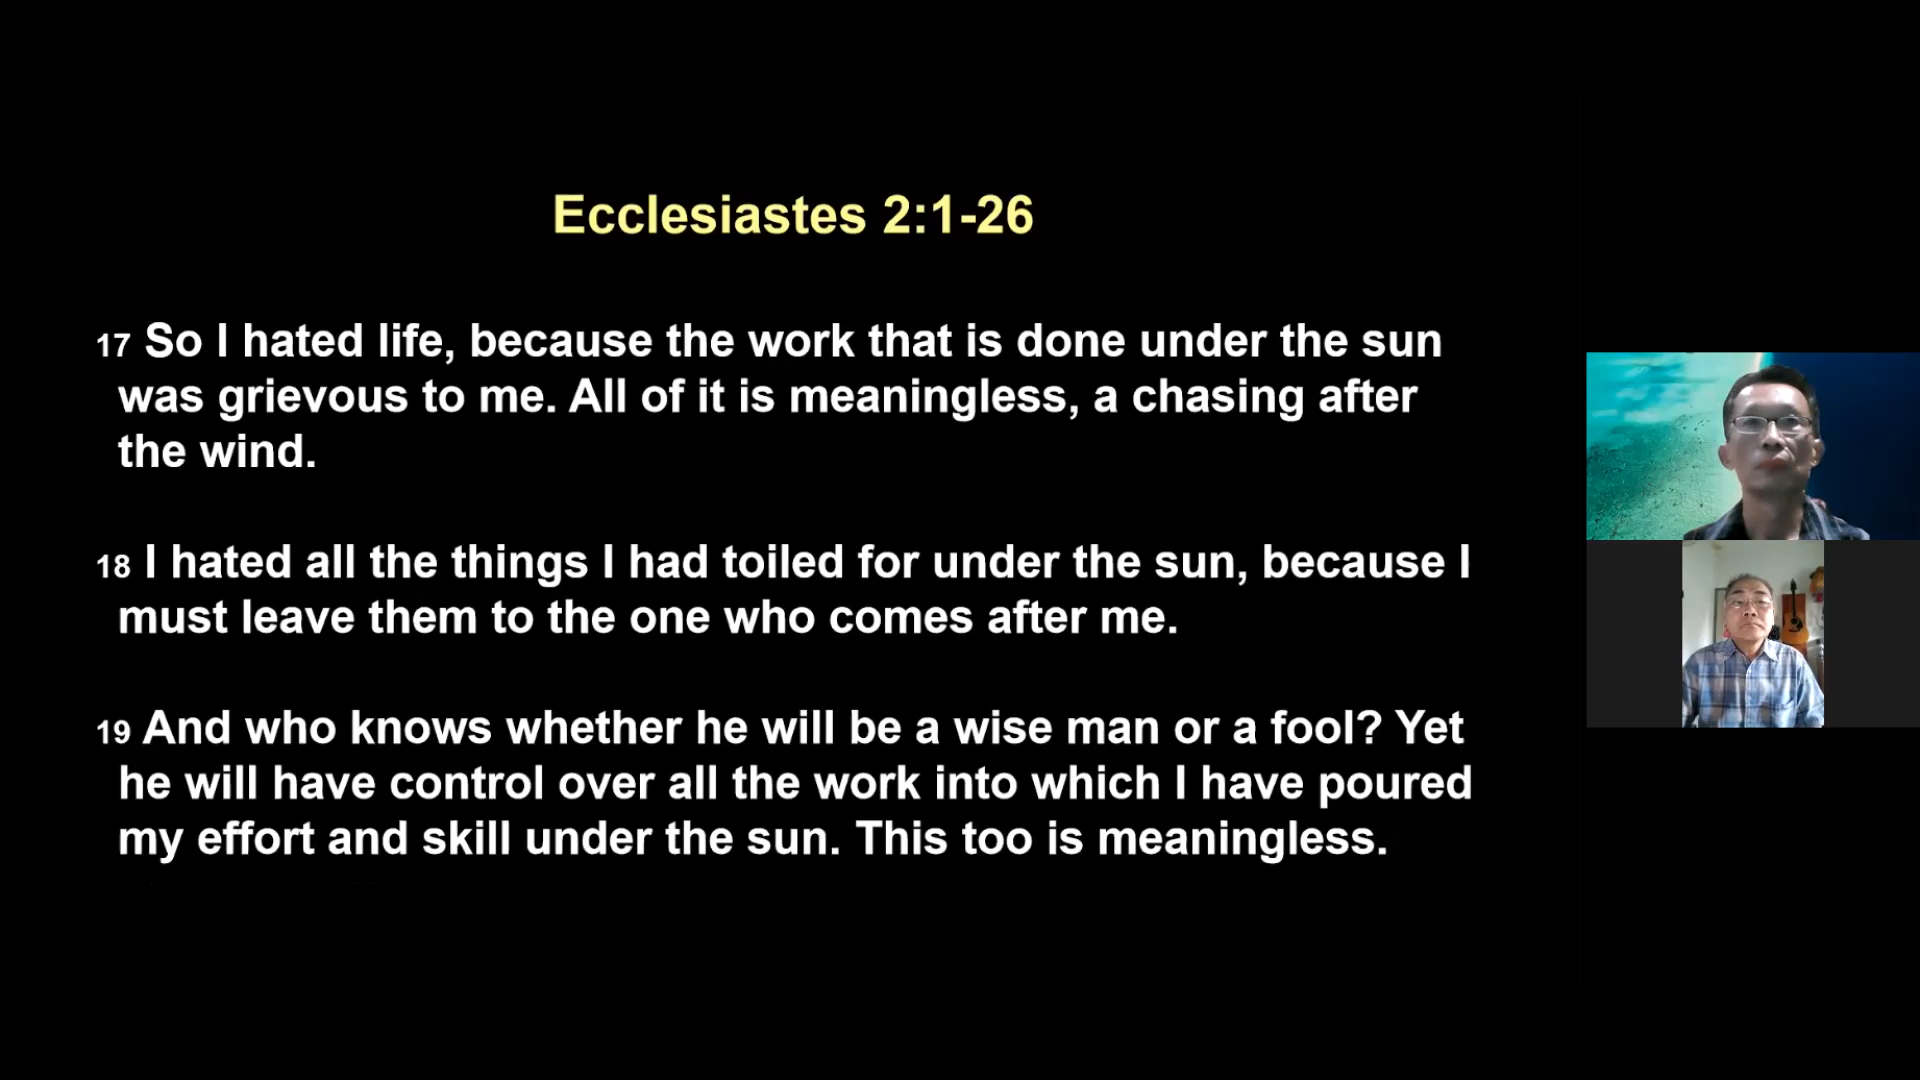 Ecclesiastes 2:1-26
17 So I hated life, because the work that is done under the sun
was grievous to me. All of it is meaningless, a chasing after
the wind.
18 I hated all the things I had toiled for under the sun, because I
must leave them to the one who comes after me.
19 And who knows whether he will be a wise man or a fool? Yet
he will have control over all the work into which I have poured
my effort and skill under the sun. This too is meaningless.